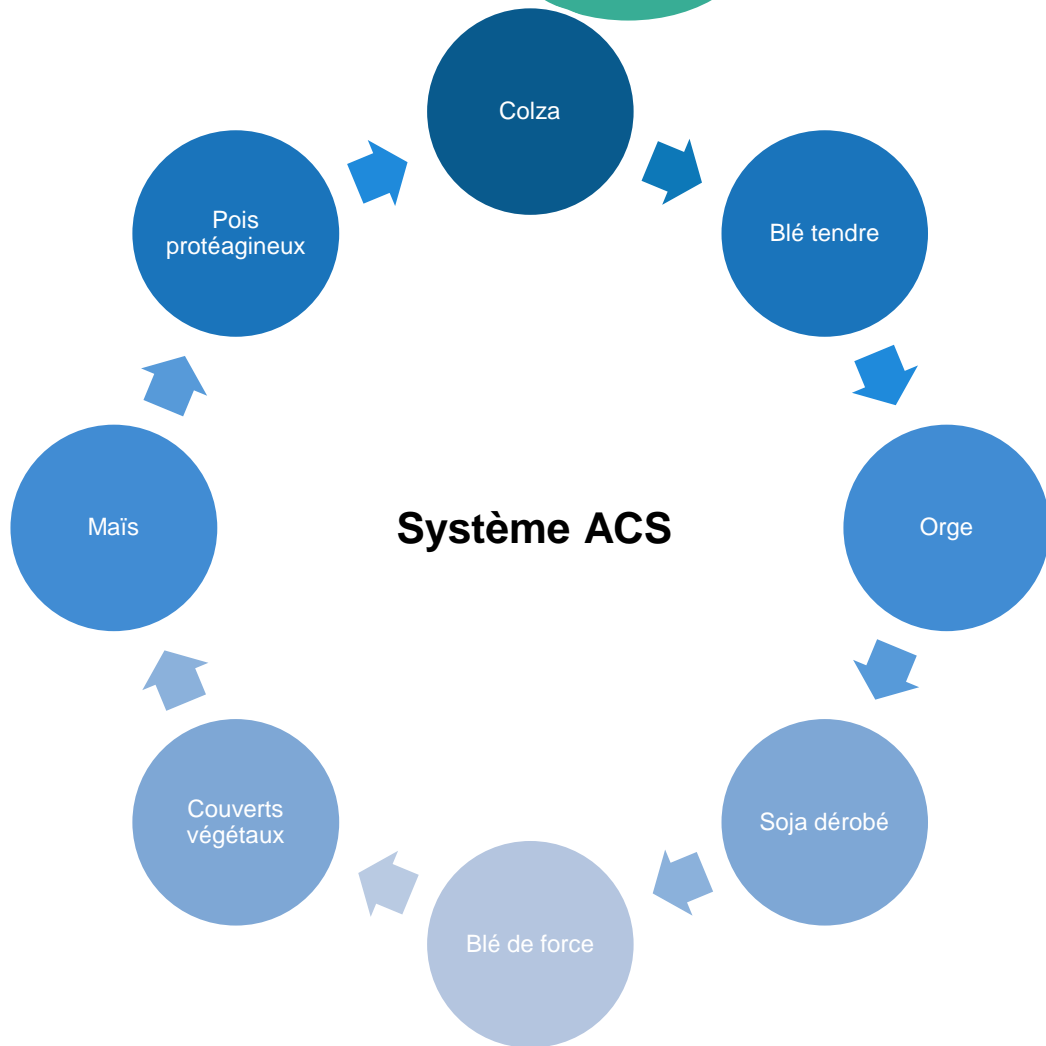 Colza
Blé tendre
Orge
Soja dérobé
Blé de force
Couverts
végétaux
Maïs
Pois
protéagineux
Système ACS